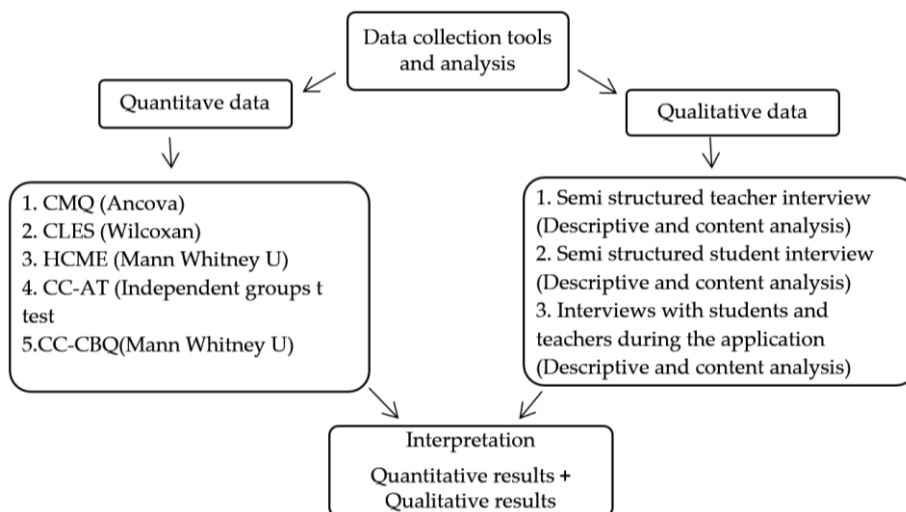 Data collection tools
and analysis
Quantitave data
Qualitative data
1. CMQ (Ancova)
2. CLES (Wilcoxan)
3. HCME (Mann Whitney U)
4. CC-AT (Independent groups t
test
5.CC-CBQ(Mann Whitney U)
1. Semi structured teacher interview
(Descriptive and content analysis)
2. Semi structured student interview
(Descriptive and content analysis)
3. Interviews with students and
teachers during the application
(Descriptive and content analysis)
Interpretation
Quantitative results +
Qualitative results